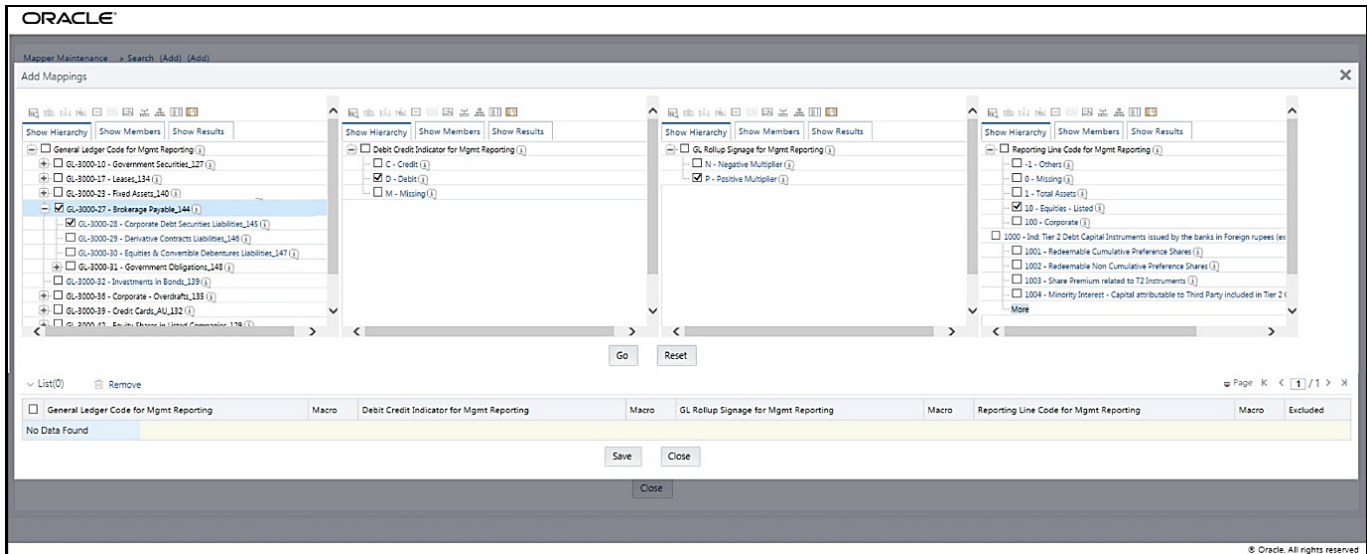 ORACLE
Mapper Maintenance > Search (Add) (Add)
Add Mappings
Show Hierarchy Show Members Show Results
General Ledger Code for Mgmt Reporting
GL-3000-10 - Government Securities_127
GL-3000-17 - Leases_134
GL-3000-23 - Fixed Assets_140
GL-3000-27 - Brokerage Payable_144
GL-3000-28 - Corporate Debt Securities Liabilities_145
GL-3000-29 - Derivative Contracts Liabilities_146
GL-3000-30 - Equities & Convertible Debentures Liabilities_147
GL-3000-31 - Government Obligations_148
GL-3000-32 - Investments in Bonds_139
GL-3000-36 - Corporate - Overdrafts_135
GL-3000-39 - Credit Cards_AU_132
GL-3000-42 - Equity Shares in Listed Companies_129
Show Hierarchy Show Members Show Results
Debit Credit Indicator for Mgmt Reporting
C - Credit
D - Debit
M - Missing
Show Hierarchy Show Members Show Results
GL Rollup Signage for Mgmt Reporting
N - Negative Multiplier
P - Positive Multiplier
Show Hierarchy Show Members Show Results
Reporting Line Code for Mgmt Reporting
-1 - Others
0 - Missing
1 - Total Assets
10 - Equities - Listed
100 - Corporate
1000 - Ind: Tier 2 Debt Capital Instruments issued by the banks in Foreign rupees (ex
1001 - Redeemable Cumulative Preference Shares
1002 - Redeemable Non Cumulative Preference Shares
1003 - Share Premium related to T2 Instruments
1004 - Minority Interest - Capital attributable to Third Party included in Tier 2
More
Go Reset
List(0) Remove Page 1 / 1
General Ledger Code for Mgmt Reporting Macro Debit Credit Indicator for Mgmt Reporting Macro GL Rollup Signage for Mgmt Reporting Macro Reporting Line Code for Mgmt Reporting Macro Excluded
No Data Found
Save Close
Close
© Oracle. All rights reserved